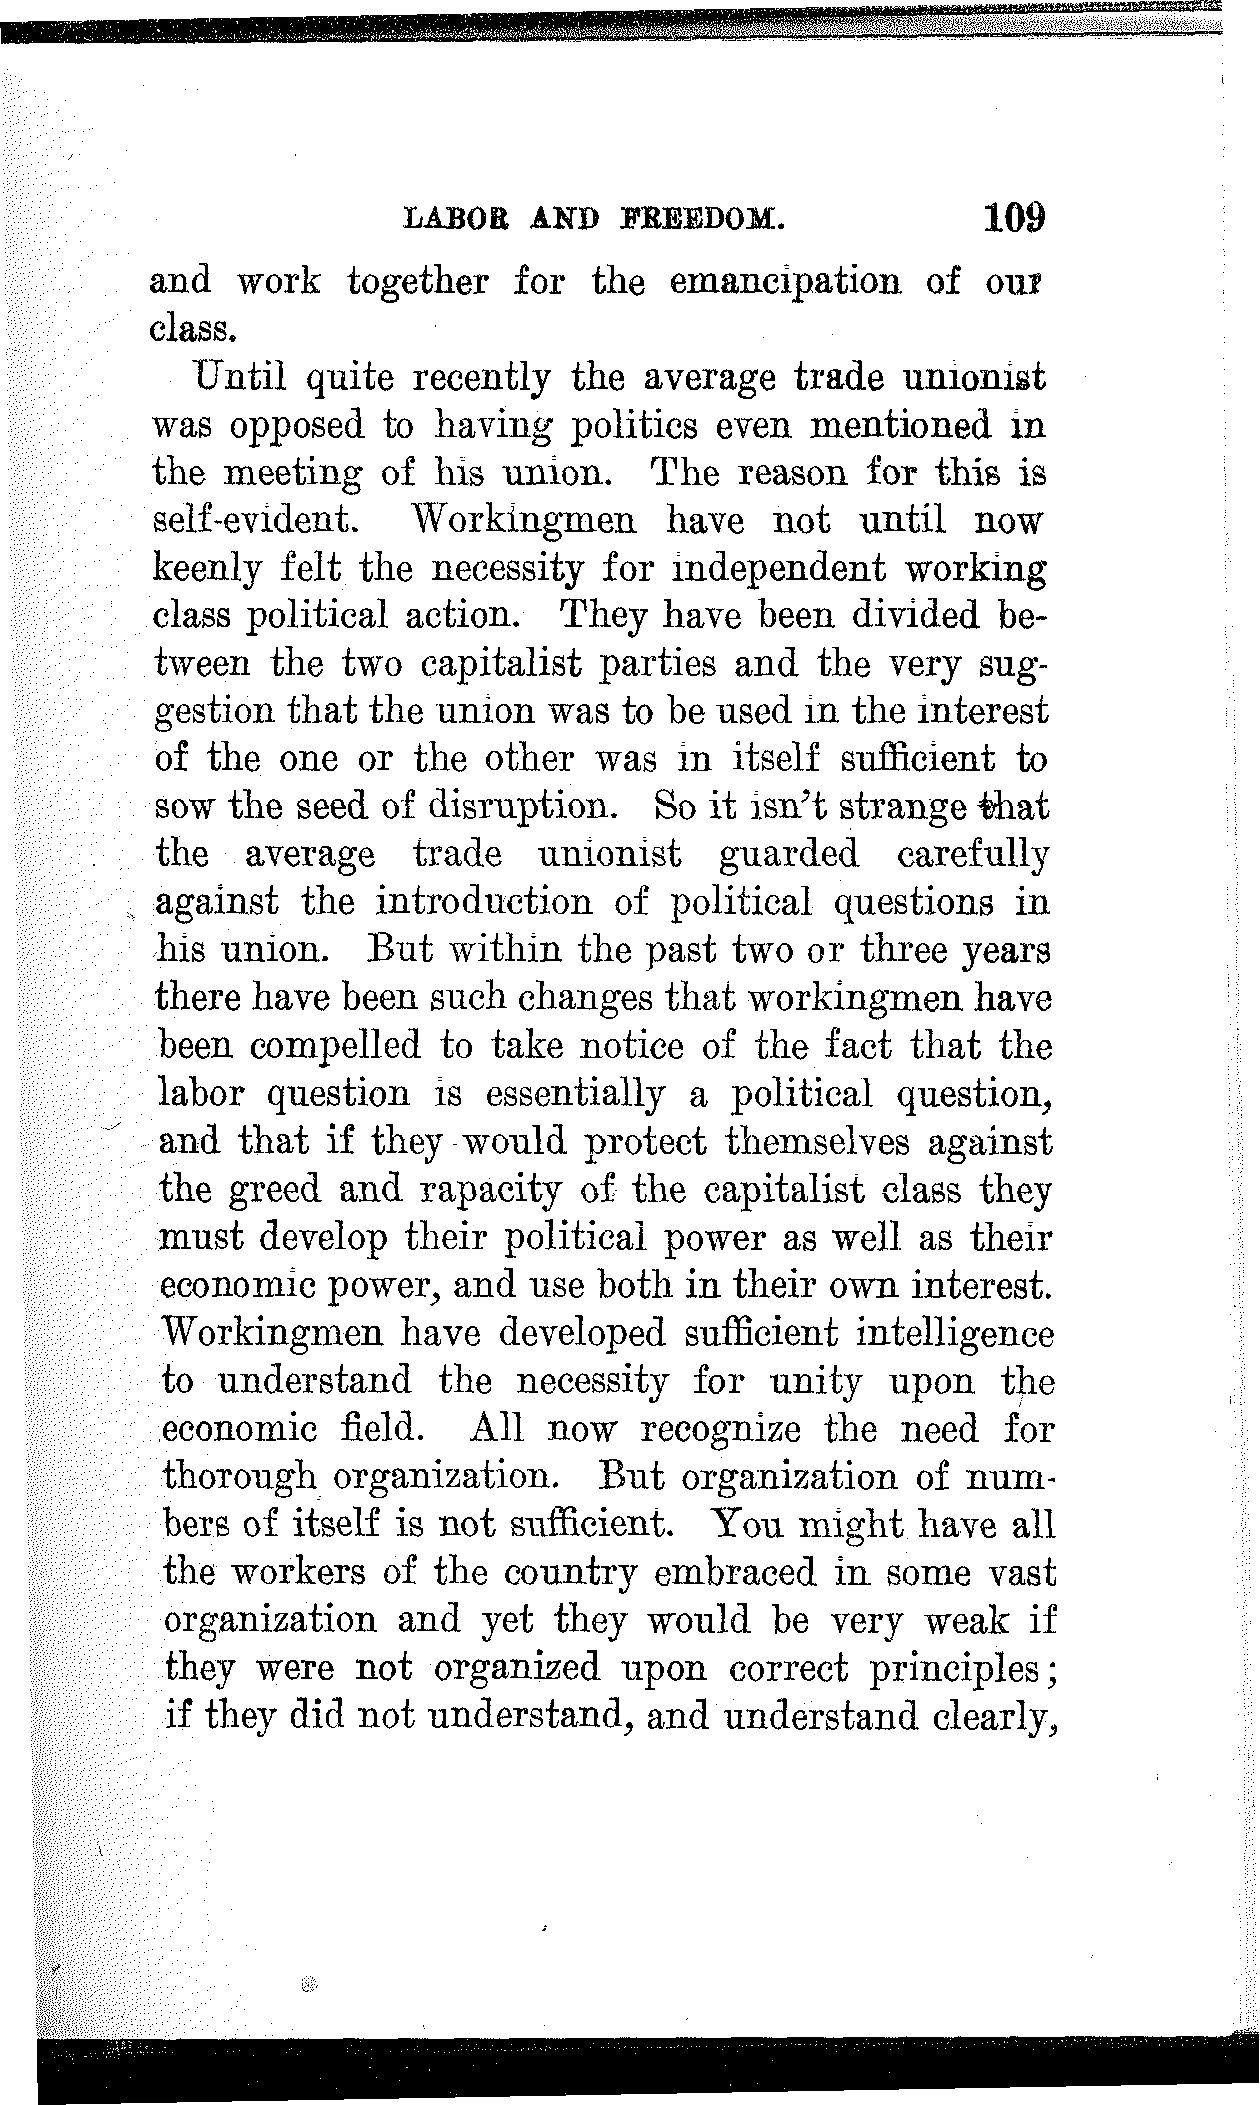 LABOR AND FREEDOM. 109
and work together for the emancipation of our
class.
Until quite recently the average trade unionist
was opposed to having politics even mentioned in
the meeting of his union. The reason for this is
self-evident. Workingmen have not until now
keenly felt the necessity for independent working
class political action. They have been divided be-
tween the two capitalist parties and the very sug-
gestion that the union was to be used in the interest
of the one or the other was in itself sufficient to
sow the seed of disruption. So it isn't strange that
the average trade unionist guarded carefully
against the introduction of political questions in
his union. But within the past two or three years
there have been such changes that workingmen have
been compelled to take notice of the fact that the
labor question is essentially a political question,
and that if they would protect themselves against
the greed and rapacity of the capitalist class they
must develop their political power as well as their
economic power, and use both in their own interest.
Workingmen have developed sufficient intelligence
to understand the necessity for unity upon the
economic field. All now recognize the need for
thorough organization. But organization of num-
bers of itself is not sufficient. You might have all
the workers of the country embraced in some vast
organization and yet they would be very weak if
they were not organized upon correct principles;
if they did not understand, and understand clearly,